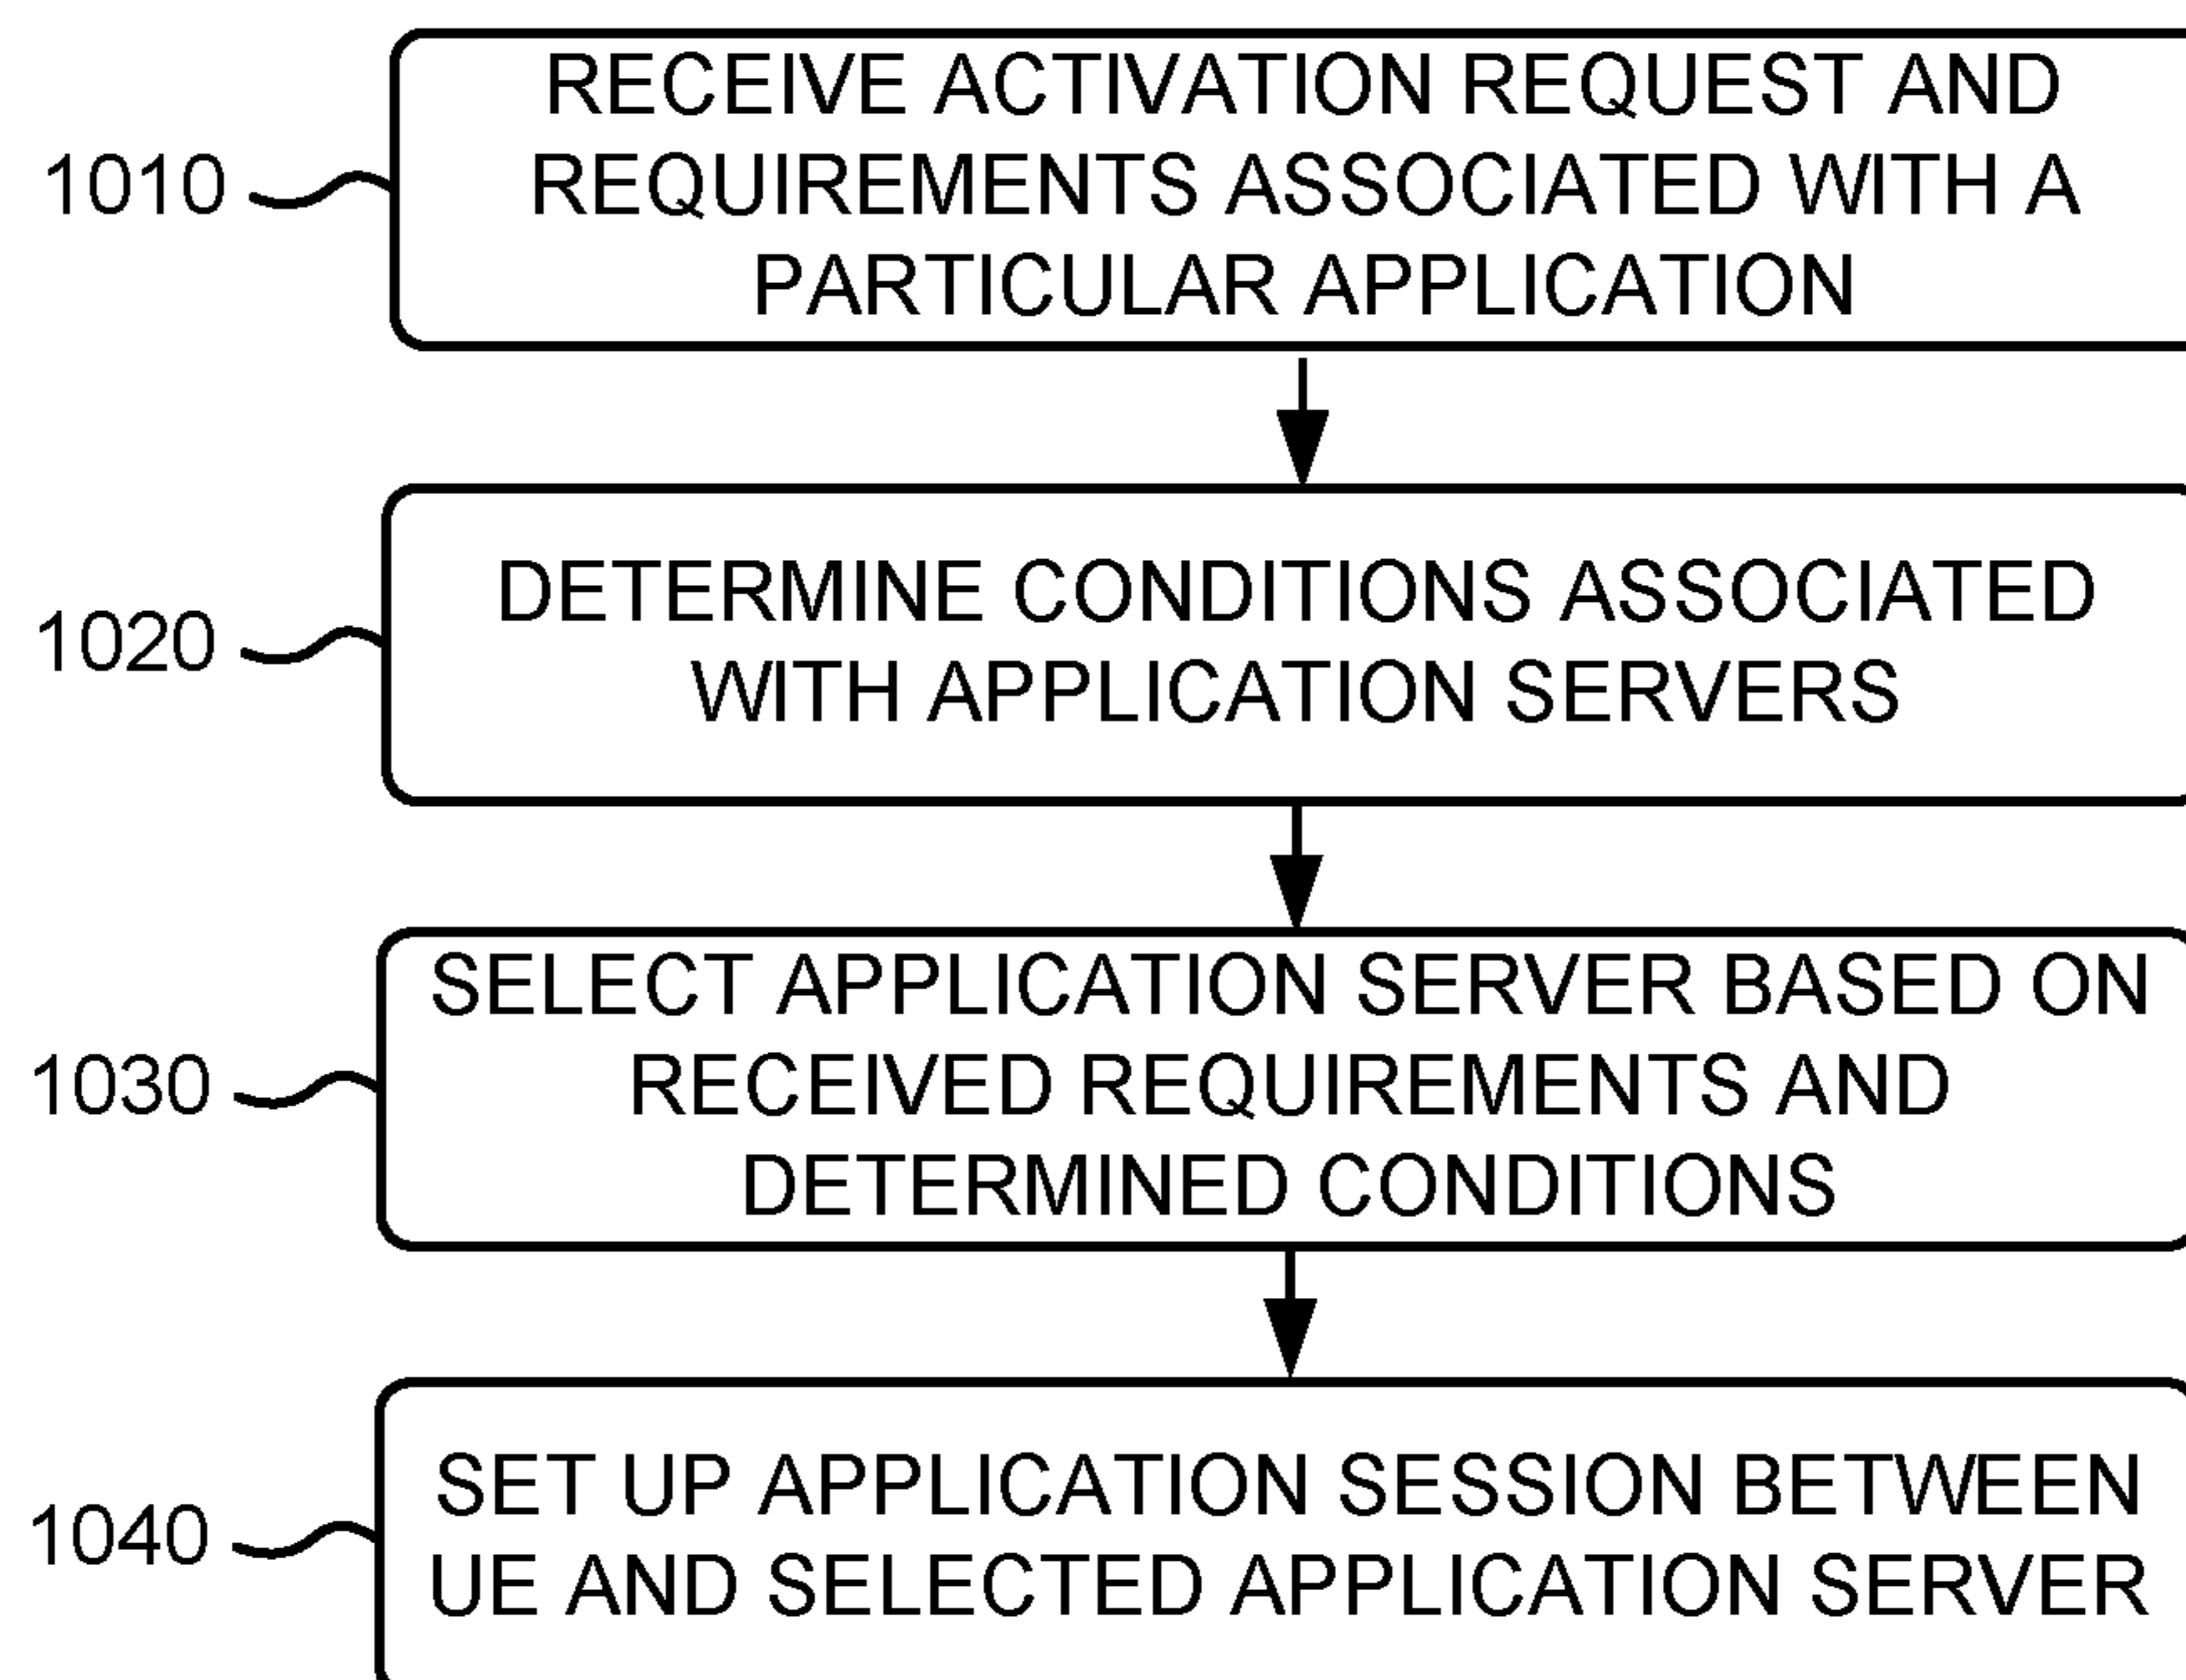 RECEIVE ACTIVATION REQUEST AND
1010
REQUIREMENTS ASSOCIATED WITH A
PARTICULAR APPLICATION
DETERMINE CONDITIONS ASSOCIATED
1020
WITH APPLICATION SERVERS
SELECT APPLICATION SERVER BASED ON
1030
RECEIVED REQUIREMENTS AND
DETERMINED CONDITIONS
SET UP APPLICATION SESSION BETWEEN
1040
UE AND SELECTED APPLICATION SERVER